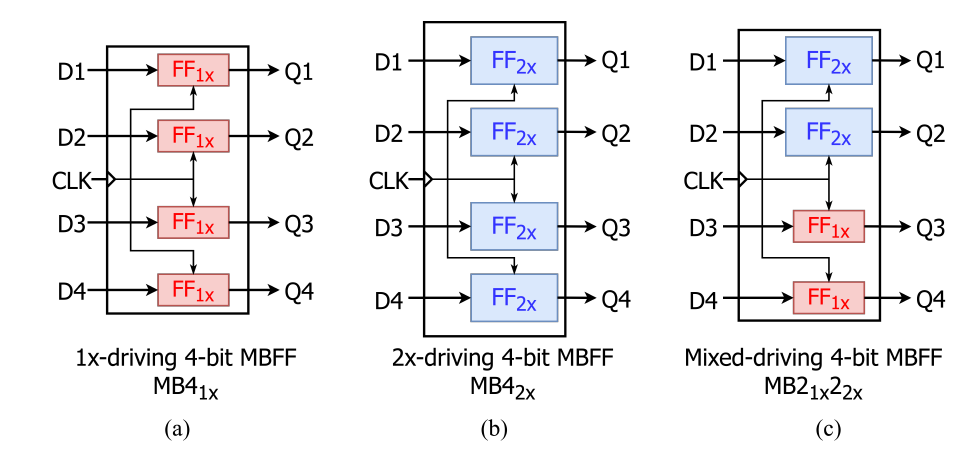 D1 FF1x Q1
D2 FF1x Q2
CLK
D3 FF1x Q3
D4 FF1x Q4
1x-driving 4-bit MBFF
MB41x
(a)
D1 FF2x Q1
D2 FF2x Q2
CLK
D3 FF2x Q3
D4 FF2x Q4
2x-driving 4-bit MBFF
MB42x
(b)
D1 FF2x Q1
D2 FF2x Q2
CLK
D3 FF1x Q3
D4 FF1x Q4
Mixed-driving 4-bit MBFF
MB21x22x
(c)